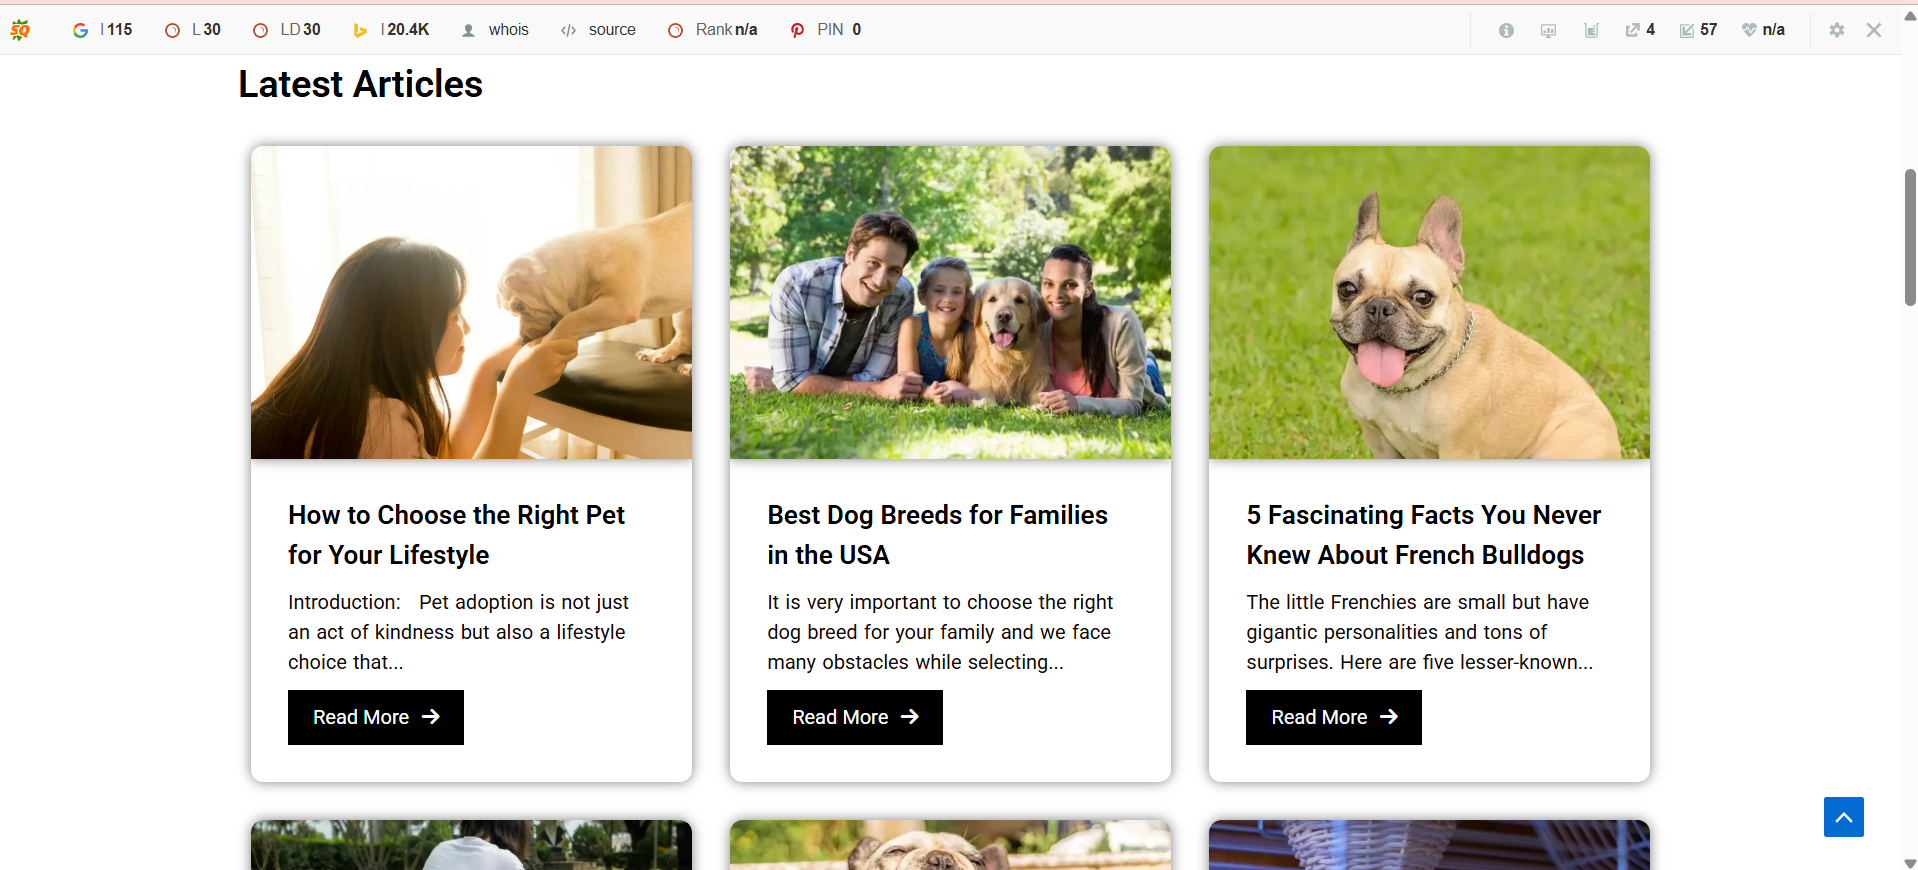 SQ I 115 L 30 LD 30 I 20.4K whois source Rank n/a PIN 0 4 57 n/a
Latest Articles
How to Choose the Right Pet
for Your Lifestyle
Introduction: Pet adoption is not just
an act of kindness but also a lifestyle
choice that...
Read More
Best Dog Breeds for Families
in the USA
It is very important to choose the right
dog breed for your family and we face
many obstacles while selecting...
Read More
5 Fascinating Facts You Never
Knew About French Bulldogs
The little Frenchies are small but have
gigantic personalities and tons of
surprises. Here are five lesser-known...
Read More